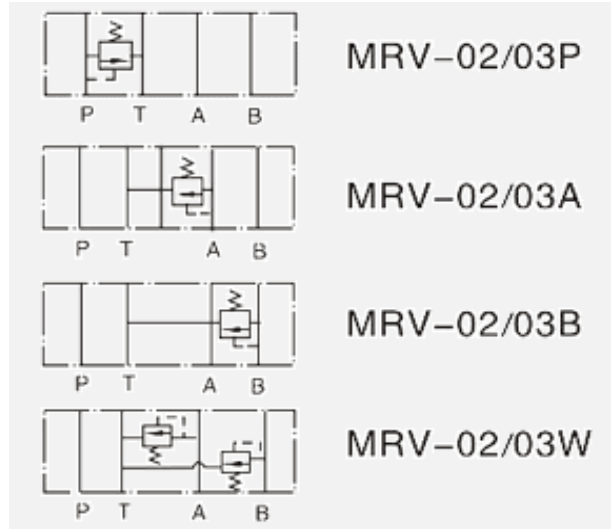 MRV-02/03P
P T A B
MRV-02/03A
P T A B
MRV-02/03B
P T A B
MRV-02/03W
P T A B